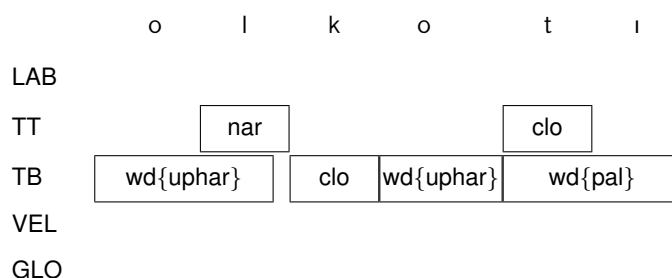 o l k o t ı
LAB
TT nar clo
TB wd{uphar} clo wd{uphar} wd{pal}
VEL
GLO